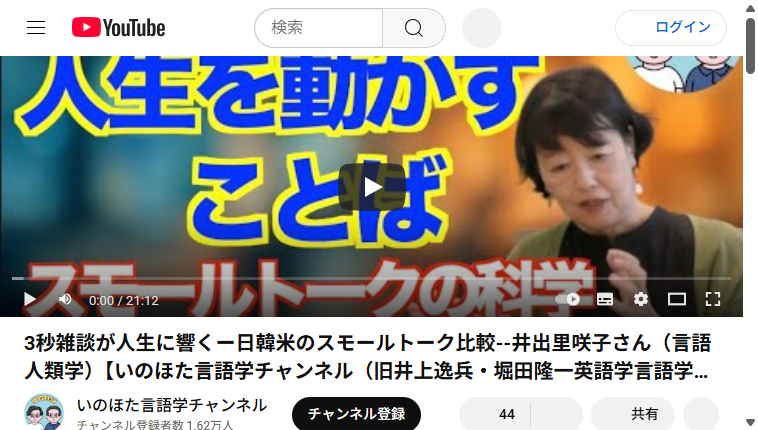 YouTube
検索
ログイン
人生を動かす
ことば
スモールトークの科学
0:00 / 21:12
3秒雑談が人生に響くー日韓米のスモールトーク比較--井出里咲子さん（言語
人類学）【いのほた言語学チャンネル（旧井上逸兵・堀田隆一英語学言語学...
いのほた言語学チャンネル
チャンネル登録者数 1.62万人
チャンネル登録
44
共有